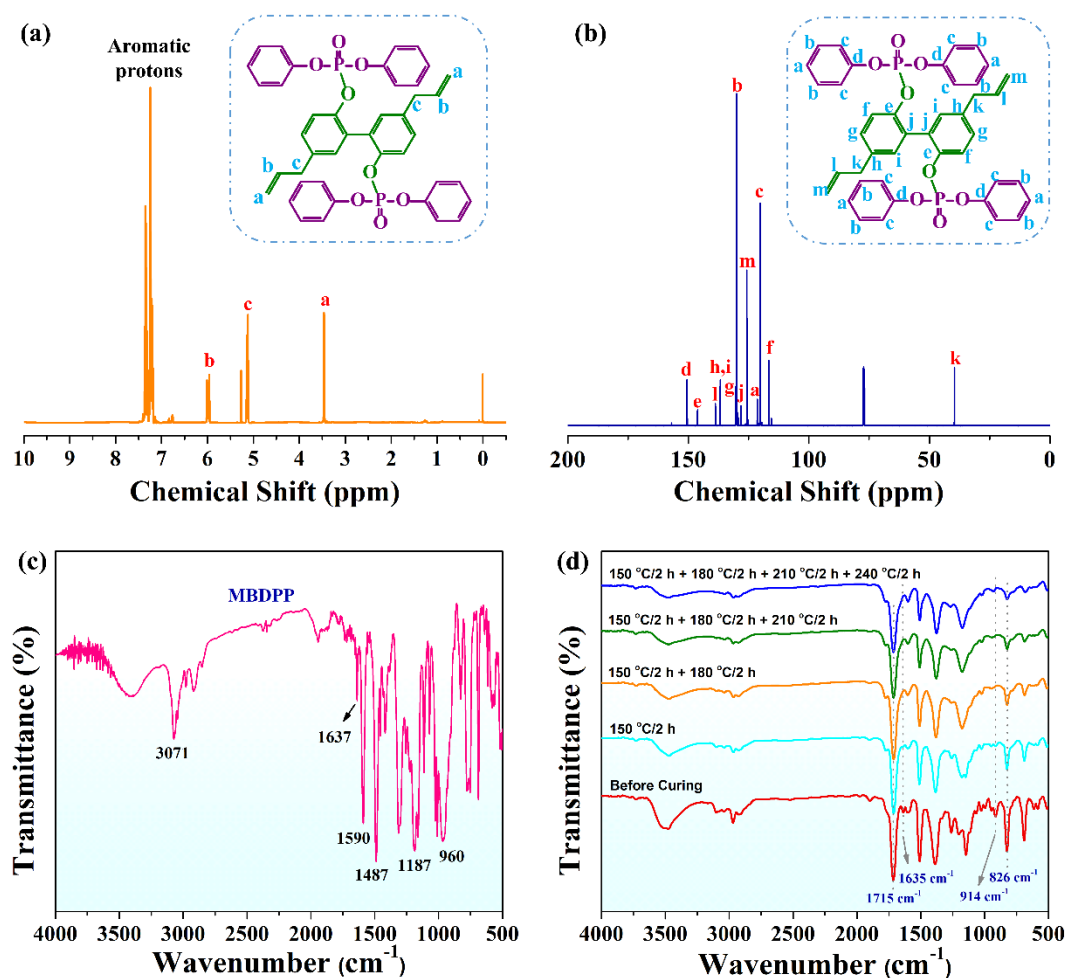 (a)
Aromatic
protons
b
c
a
O
O P O
O
a
b
c
b
c
a
O
O P O
O
10 9 8 7 6 5 4 3 2 1 0
Chemical Shift (ppm)
(b)
b
c
m
f
d
e
h,i
l
g
j
a
k
b c O c b
a d O P O d a
b c O c b m
f e i h k l
g j j g
h i e f
l k
m c O c b
b d O P O d a
a b c O c b
200 150 100 50 0
Chemical Shift (ppm)
(c)
MBDPP
3071
1637
1590
1487
1187
960
Transmittance (%)
4000 3500 3000 2500 2000 1500 1000 500
Wavenumber (cm-1)
(d)
150 °C/2 h + 180 °C/2 h + 210 °C/2 h + 240 °C/2 h
150 °C/2 h + 180 °C/2 h + 210 °C/2 h
150 °C/2 h + 180 °C/2 h
150 °C/2 h
Before Curing
1635 cm-1
826 cm-1
1715 cm-1
914 cm-1
Transmittance (%)
4000 3500 3000 2500 2000 1500 1000 500
Wavenumber (cm-1)